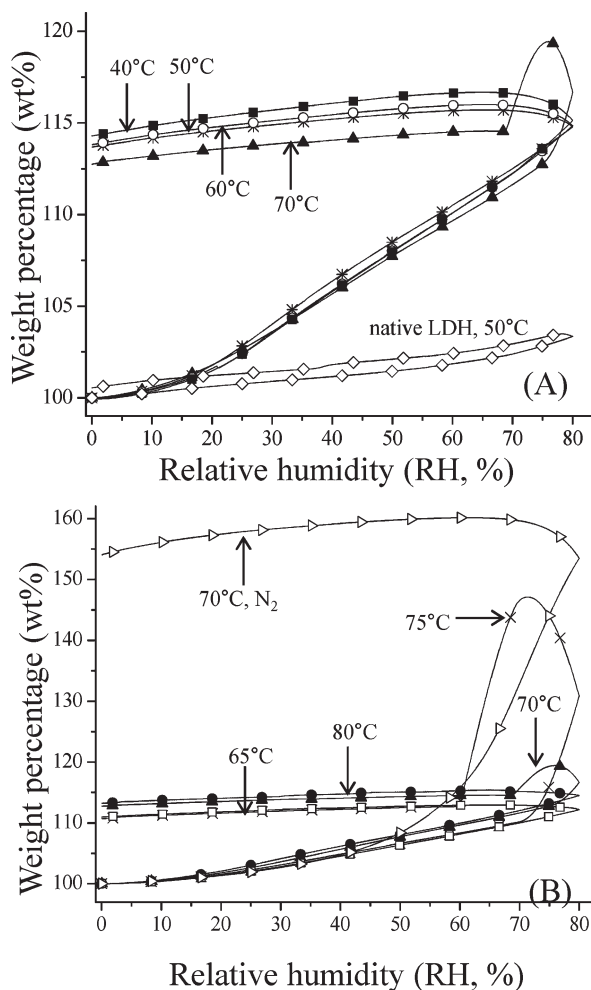 120
115
110
105
100
Weight percentage (wt%)
40°C
50°C
60°C
70°C
native LDH, 50°C
(A)
0 10 20 30 40 50 60 70 80
Relative humidity (RH, %)
160
150
140
130
120
110
100
Weight percentage (wt%)
70°C, N2
75°C
70°C
80°C
65°C
(B)
0 10 20 30 40 50 60 70 80
Relative humidity (RH, %)